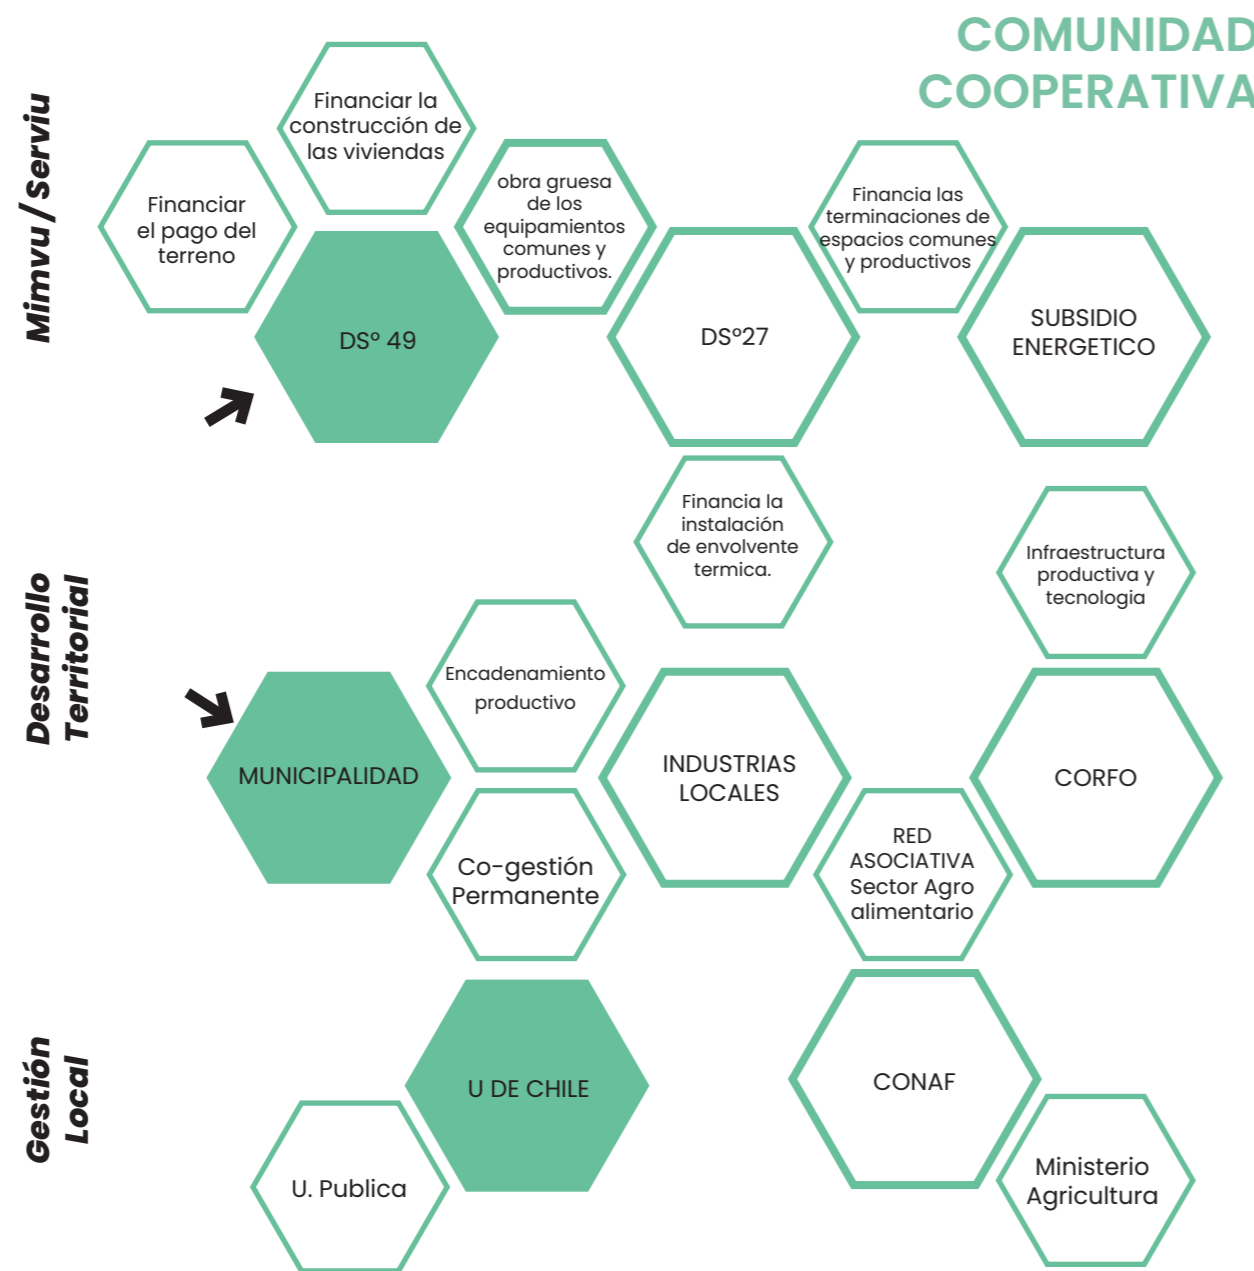 COMUNIDAD
COOPERATIVA
Mimvu / Serviu
Financiar
el pago del
terreno
Financiar la
construcción de
las viviendas
obra gruesa
de los
equipamientos
comunes y
productivos.
Financia las
terminaciones de
espacios comunes
y productivos
DSº 49
DSº27
SUBSIDIO
ENERGETICO
Financia la
instalación
de envolvente
termica.
Infraestructura
productiva y
tecnologia
Desarrollo
Territorial
Encadenamiento
productivo
MUNICIPALIDAD
INDUSTRIAS
LOCALES
CORFO
Co-gestión
Permanente
RED
ASOCIATIVA
Sector Agro
alimentario
Gestión
Local
U DE CHILE
CONAF
U. Publica
Ministerio
Agricultura